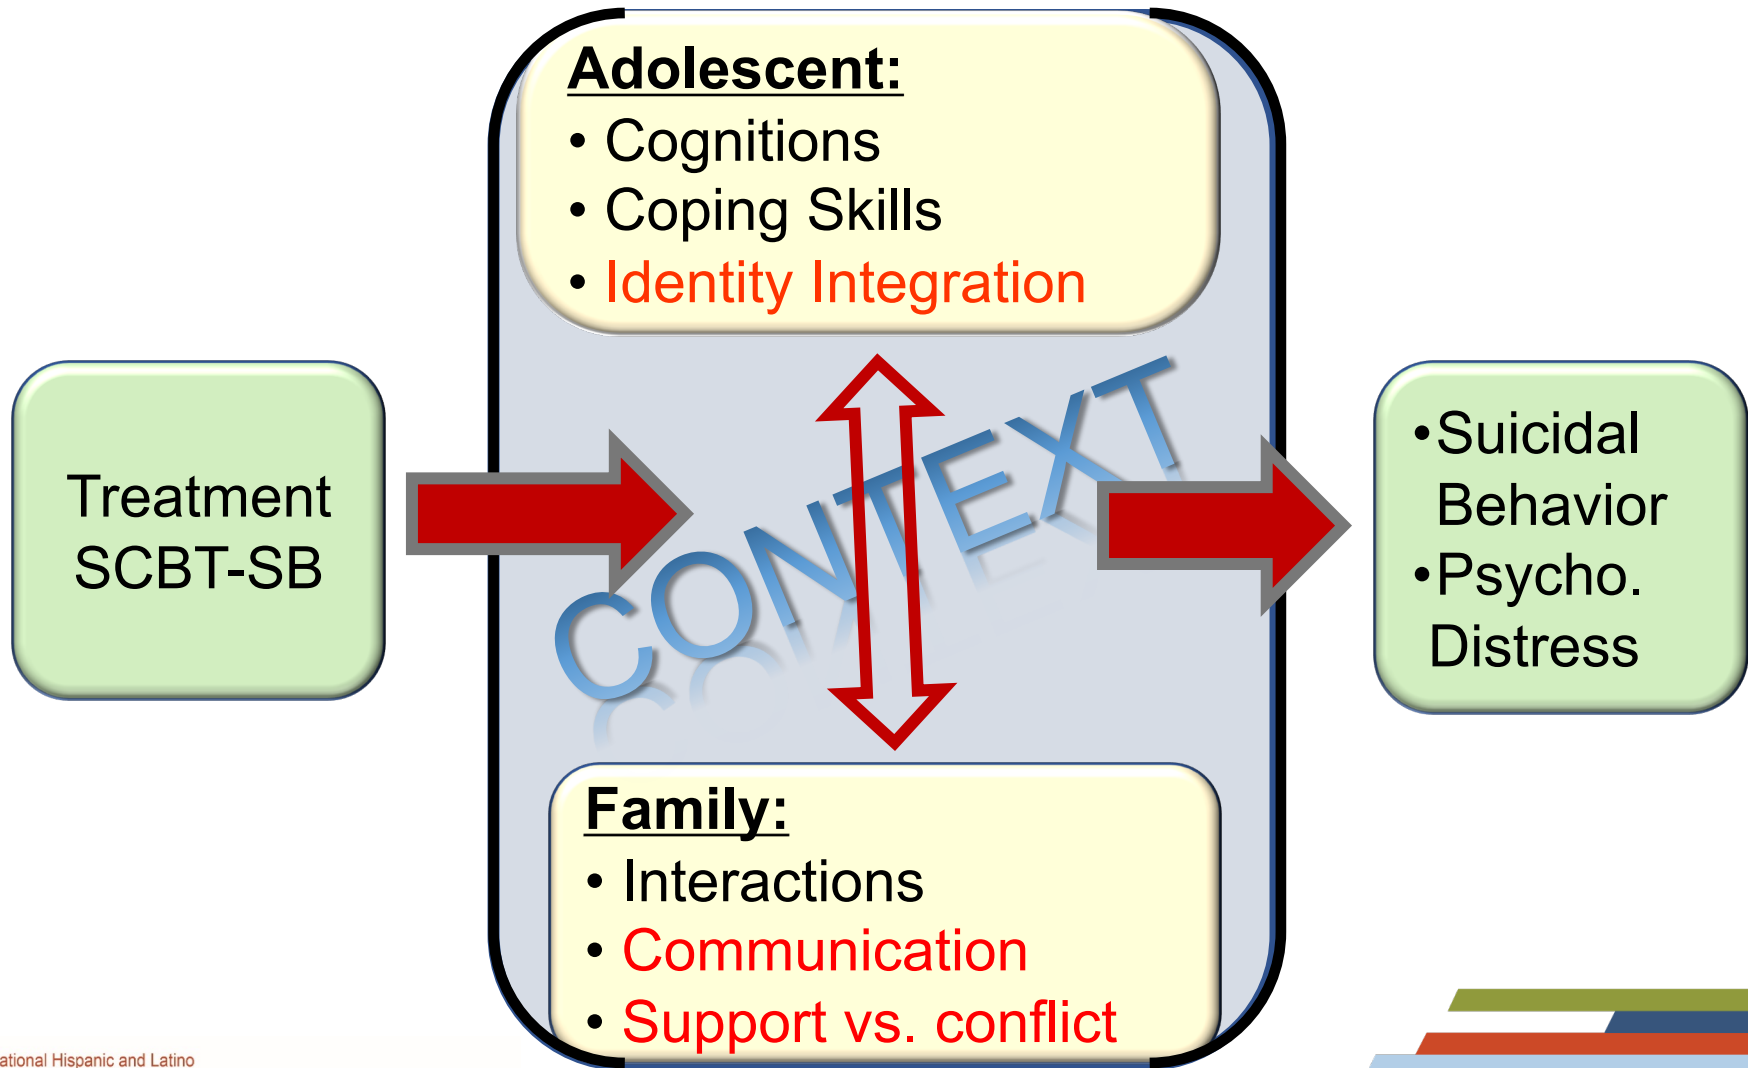 Adolescent:
• Cognitions
• Coping Skills
• Identity Integration
Treatment
SCBT-SB
CONTEXT
•Suicidal
Behavior
•Psycho.
Distress
Family:
• Interactions
• Communication
• Support vs. conflict
ational Hispanic and Latino